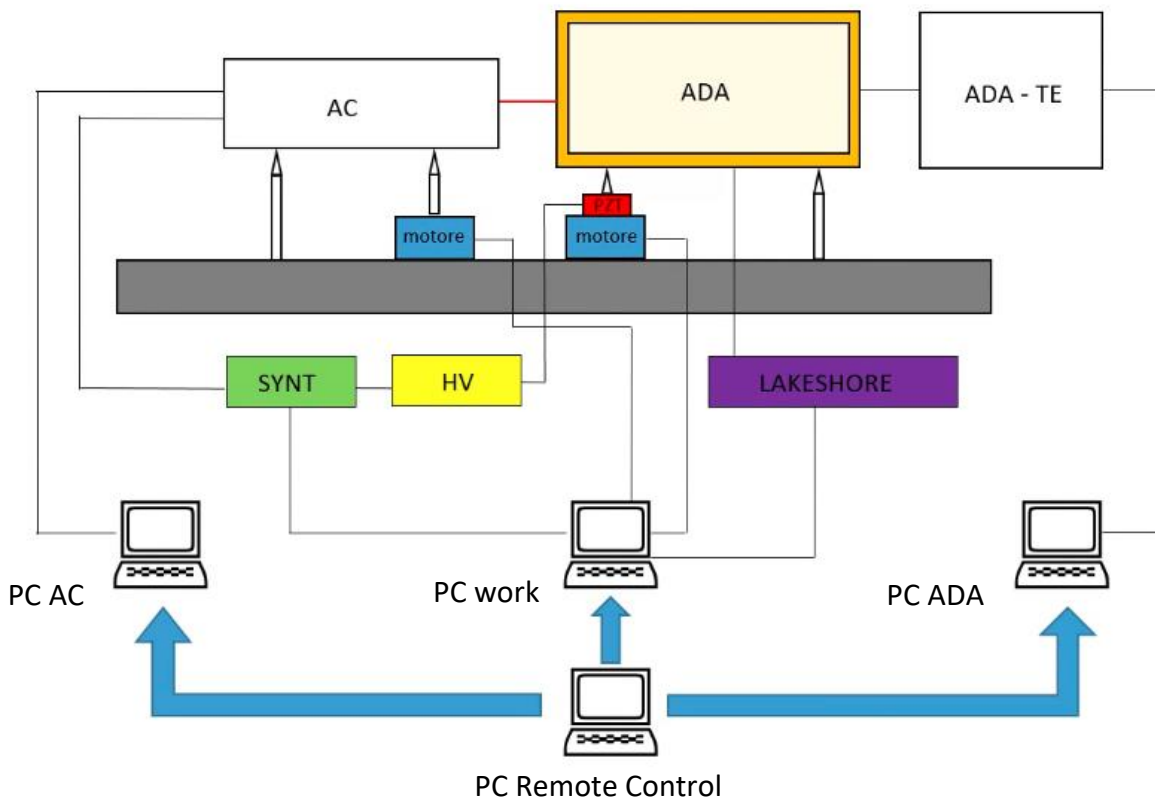 AC
ADA
ADA - TE
PZT
motore
motore
SYNT
HV
LAKESHORE
PC AC
PC work
PC ADA
PC Remote Control